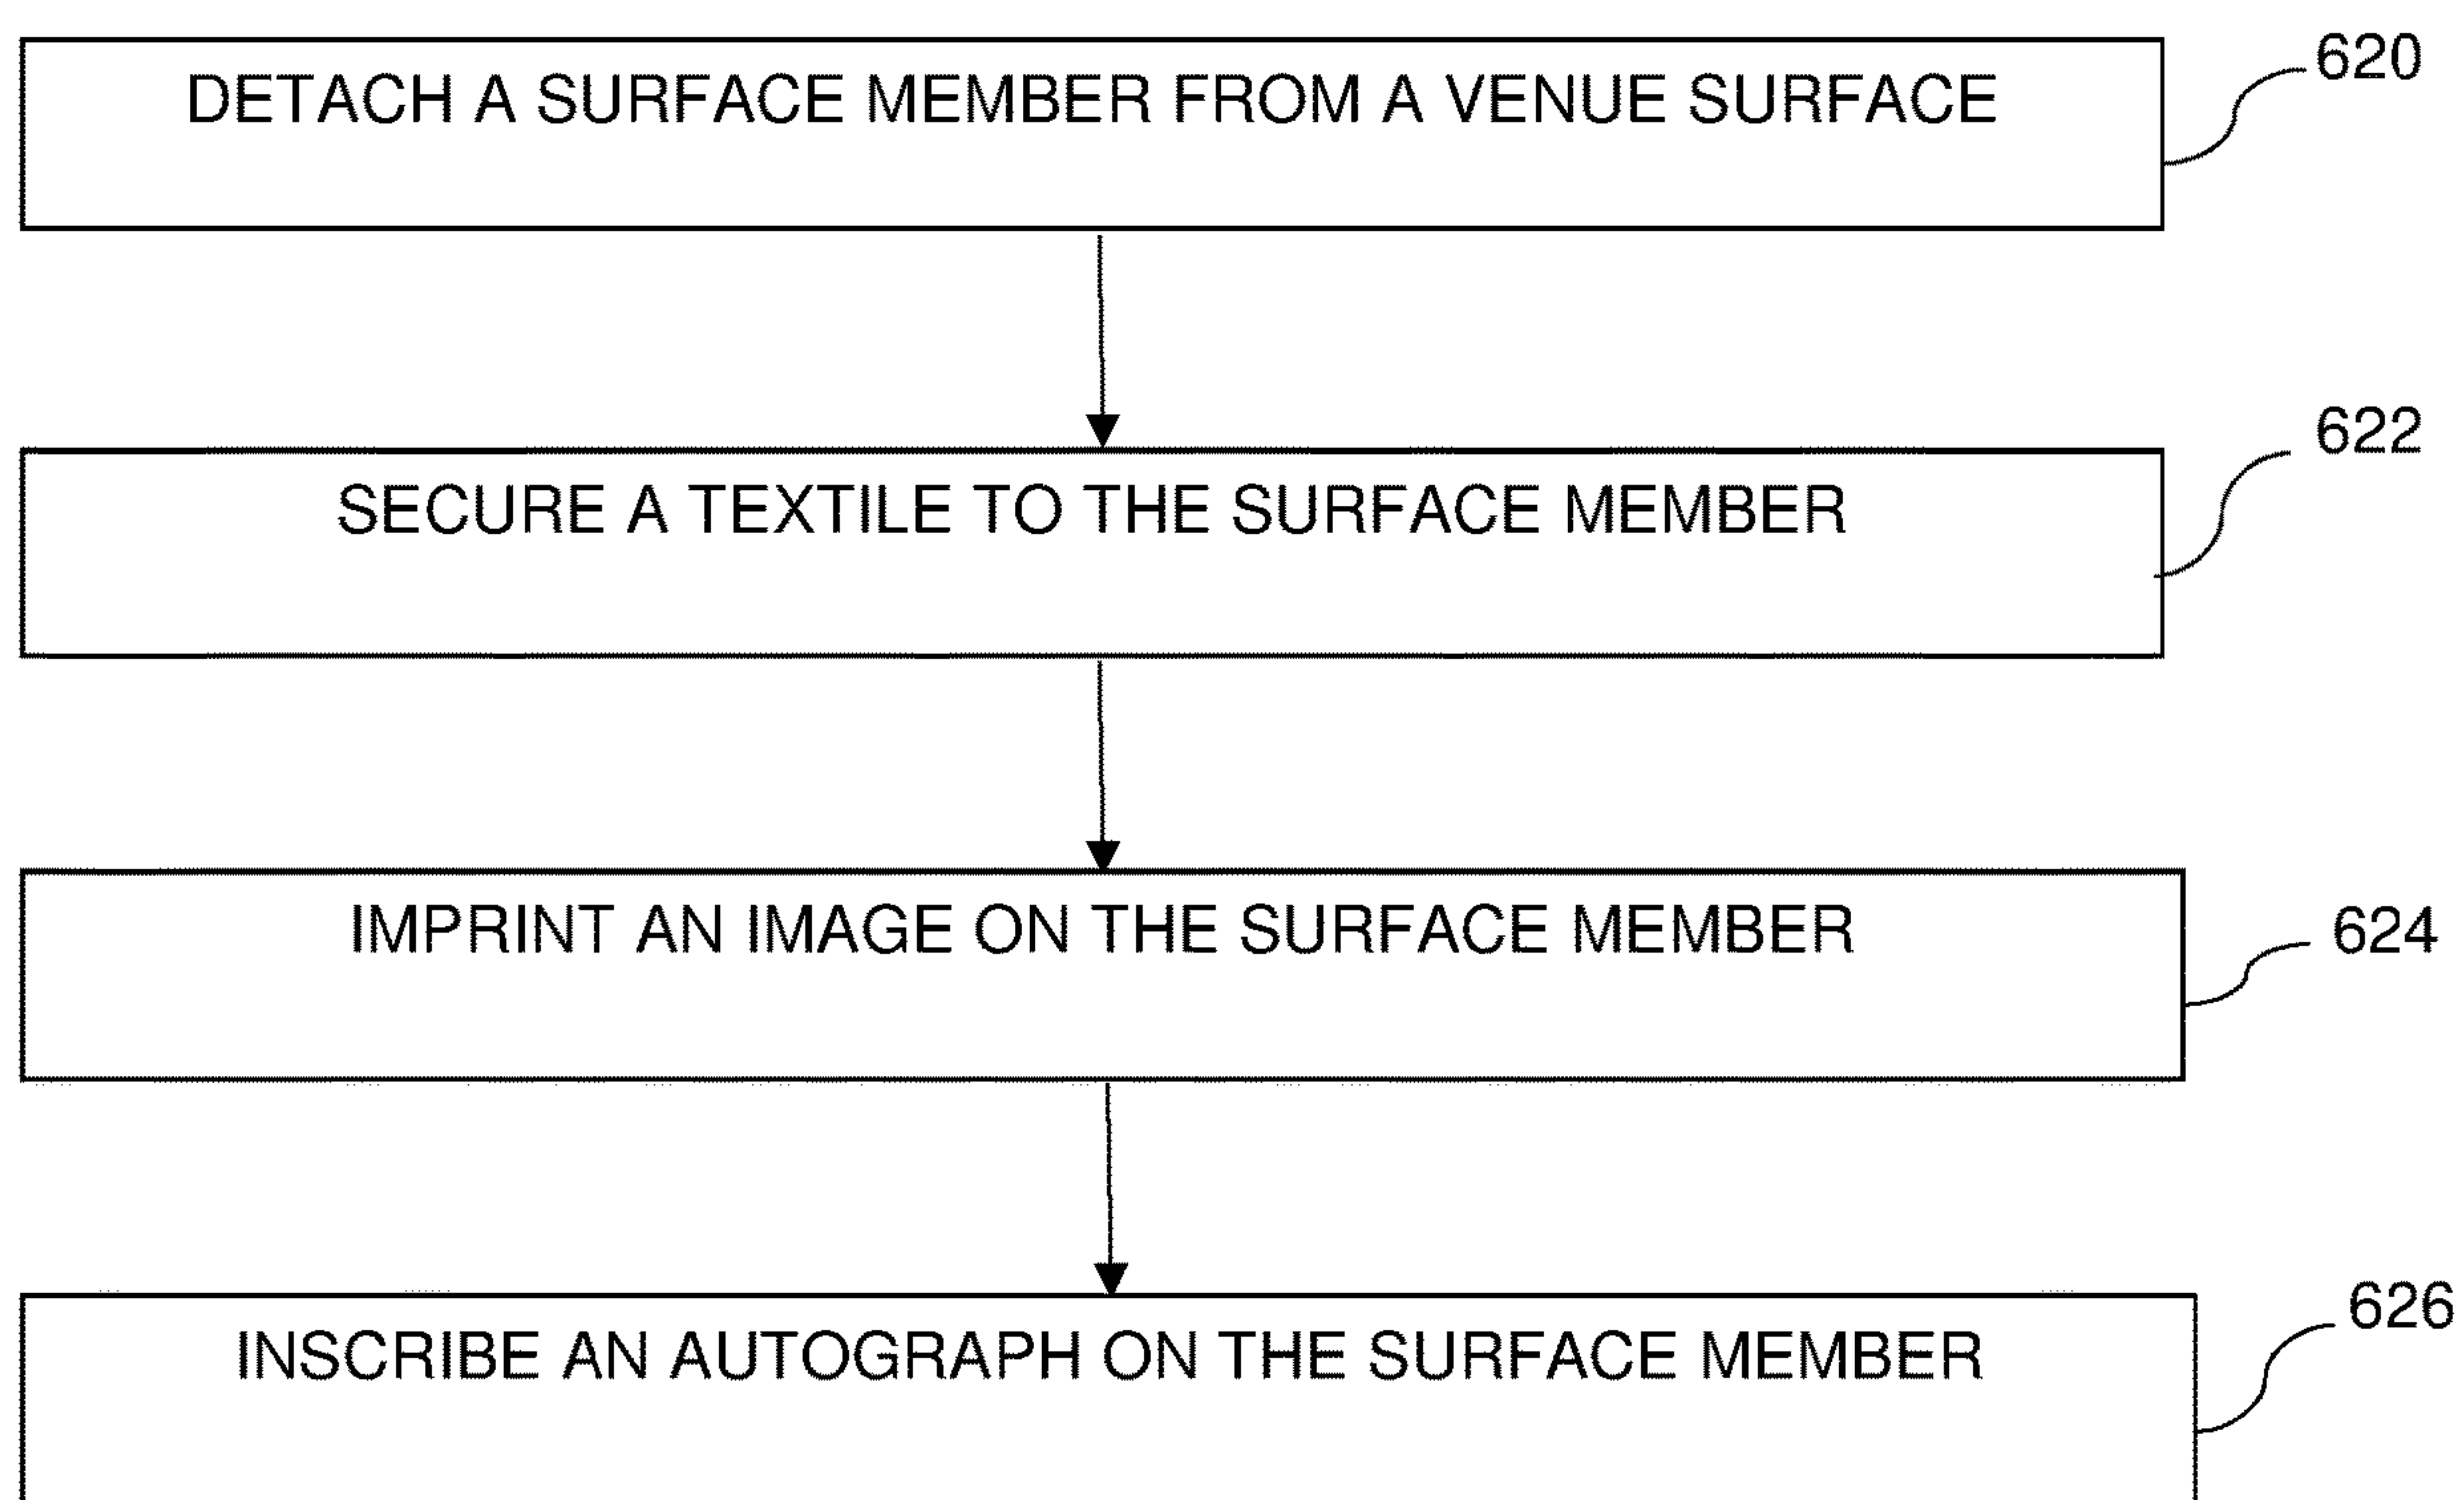 DETACH A SURFACE MEMBER FROM A VENUE SURFACE
620
SECURE A TEXTILE TO THE SURFACE MEMBER
622
IMPRINT AN IMAGE ON THE SURFACE MEMBER
624
INSCRIBE AN AUTOGRAPH ON THE SURFACE MEMBER
626